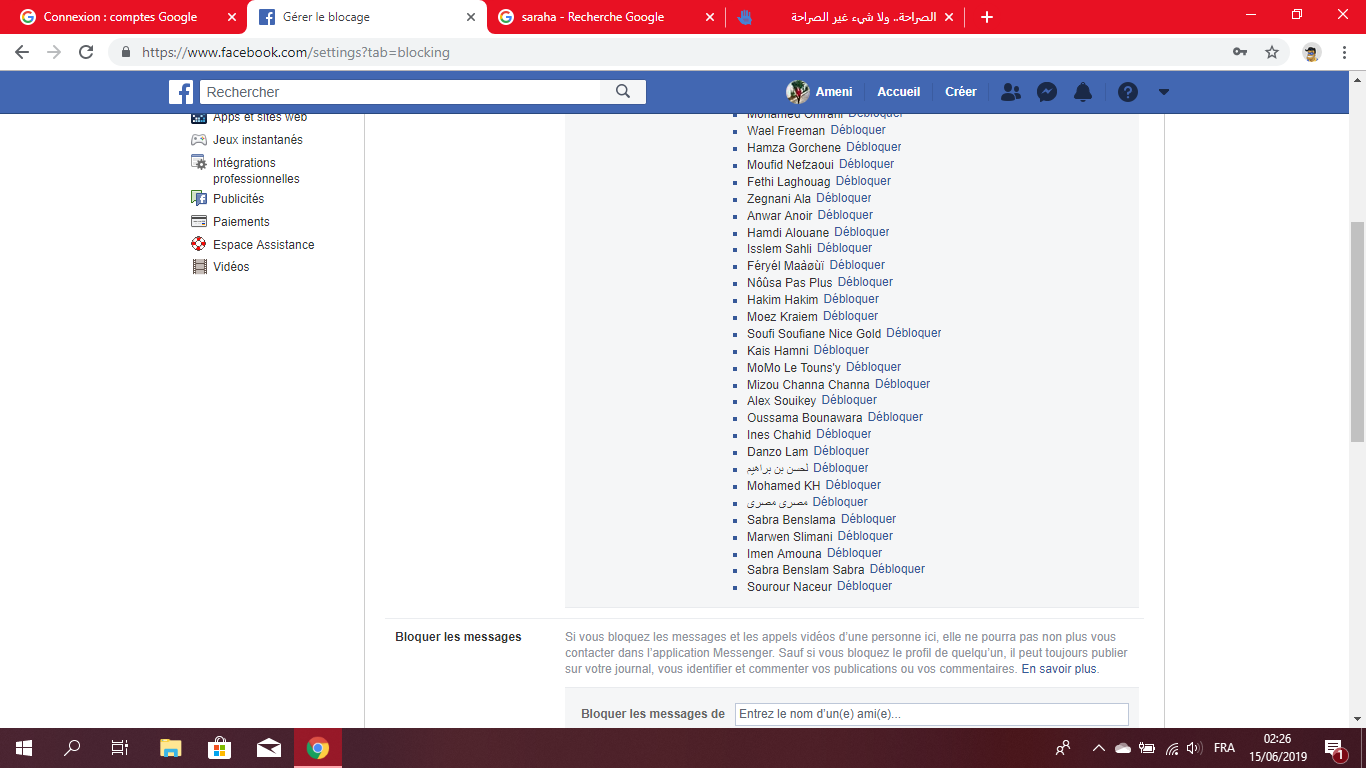 Connexion : comptes Google
Gérer le blocage
saraha - Recherche Google
الصراحة.. ولا شيء غير الصراحة
https://www.facebook.com/settings?tab=blocking
Rechercher
Ameni
Accueil
Créer
Apps et sites web
Jeux instantanés
Intégrations
professionnelles
Publicités
Paiements
Espace Assistance
Vidéos
Mohamed Omrani Débloquer
Wael Freeman Débloquer
Hamza Gorchene Débloquer
Moufid Nefzaoui Débloquer
Fethi Laghouag Débloquer
Zegnani Ala Débloquer
Anwar Anoir Débloquer
Hamdi Alouane Débloquer
Isslem Sahli Débloquer
Féryél Maàøùï Débloquer
Nôûsa Pas Plus Débloquer
Hakim Hakim Débloquer
Moez Kraiem Débloquer
Soufi Soufiane Nice Gold Débloquer
Kais Hamni Débloquer
MoMo Le Touns'y Débloquer
Mizou Channa Channa Débloquer
Alex Souikey Débloquer
Oussama Bounawara Débloquer
Ines Chahid Débloquer
Danzo Lam Débloquer
لحسن بن براهيم Débloquer
Mohamed KH Débloquer
مصرى مصرى Débloquer
Sabra Benslama Débloquer
Marwen Slimani Débloquer
Imen Amouna Débloquer
Sabra Benslam Sabra Débloquer
Sourour Naceur Débloquer
Bloquer les messages
Si vous bloquez les messages et les appels vidéos d'une personne ici, elle ne pourra pas non plus vous
contacter dans l'application Messenger. Sauf si vous bloquez le profil de quelqu'un, il peut toujours publier
sur votre journal, vous identifier et commenter vos publications ou vos commentaires. En savoir plus.
Bloquer les messages de
Entrez le nom d'un(e) ami(e)...
FRA
02:26
15/06/2019
1